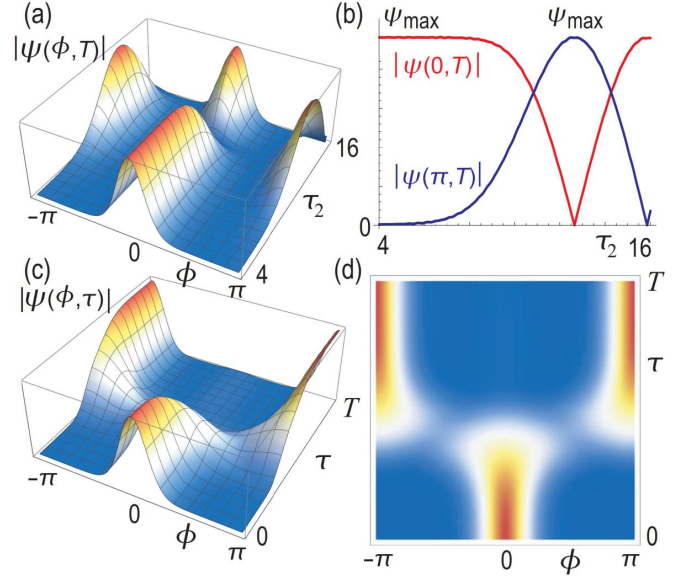 (a)
|ψ(ϕ,T)|
16
τ₂
-π
0
ϕ
π
4
(b)
ψmax
ψmax
|ψ(0,T)|
|ψ(π,T)|
0
4
τ₂
16
(c)
|ψ(ϕ,τ)|
T
τ
-π
0
ϕ
π
0
(d)
T
τ
0
-π
0
ϕ
π